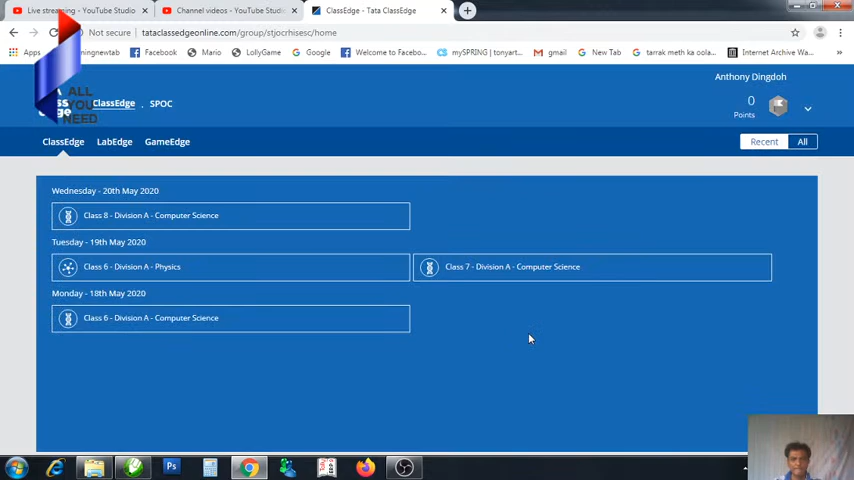 Live streaming - YouTube Studio
Channel videos - YouTube Studi
ClassEdge - Tata ClassEdge
Not secure | tataclassedgeonline.com/group/stjocrhisesc/home
Apps
mingnewtab
Facebook
Mario
LollyGame
Google
Welcome to Facebo...
mySPRING | tonyart...
gmail
New Tab
tarrak meth ka oola...
Internet Archive Wa...
Anthony Dingdoh
ALL
YOU
NEED
ClassEdge
SPOC
0
Points
ClassEdge
LabEdge
GameEdge
Recent
All
Wednesday - 20th May 2020
Class 8 - Division A - Computer Science
Tuesday - 19th May 2020
Class 6 - Division A - Physics
Class 7 - Division A - Computer Science
Monday - 18th May 2020
Class 6 - Division A - Computer Science
Ps